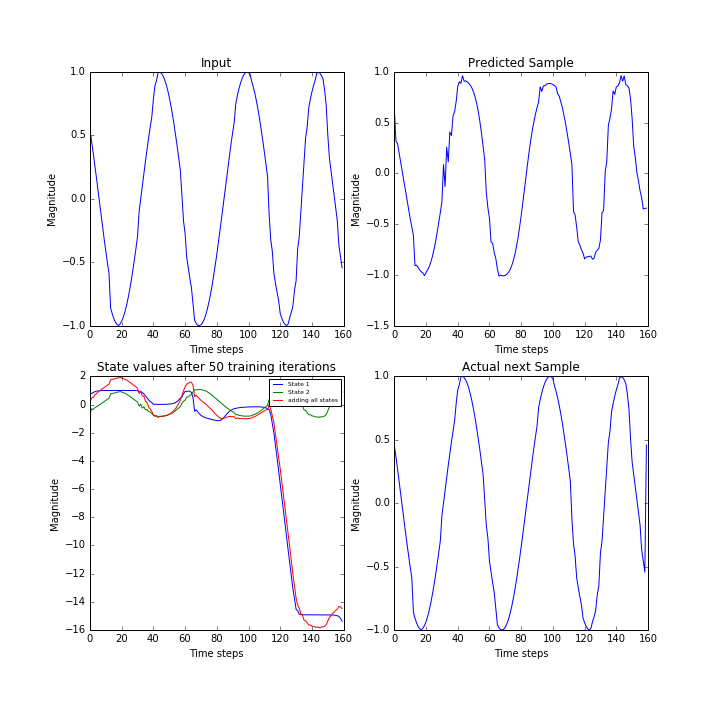 Input
Predicted Sample
1.0
0.5
0.0
−0.5
−1.0
Magnitude
0 20 40 60 80 100 120 140 160
Time steps
1.0
0.5
0.0
−0.5
−1.0
−1.5
Magnitude
0 20 40 60 80 100 120 140 160
Time steps
State values after 50 training iterations
Actual next Sample
2
0
−2
−4
−6
−8
−10
−12
−14
−16
Magnitude
State 1
State 2
adding all states
0 20 40 60 80 100 120 140 160
Time steps
1.0
0.5
0.0
−0.5
−1.0
Magnitude
0 20 40 60 80 100 120 140 160
Time steps